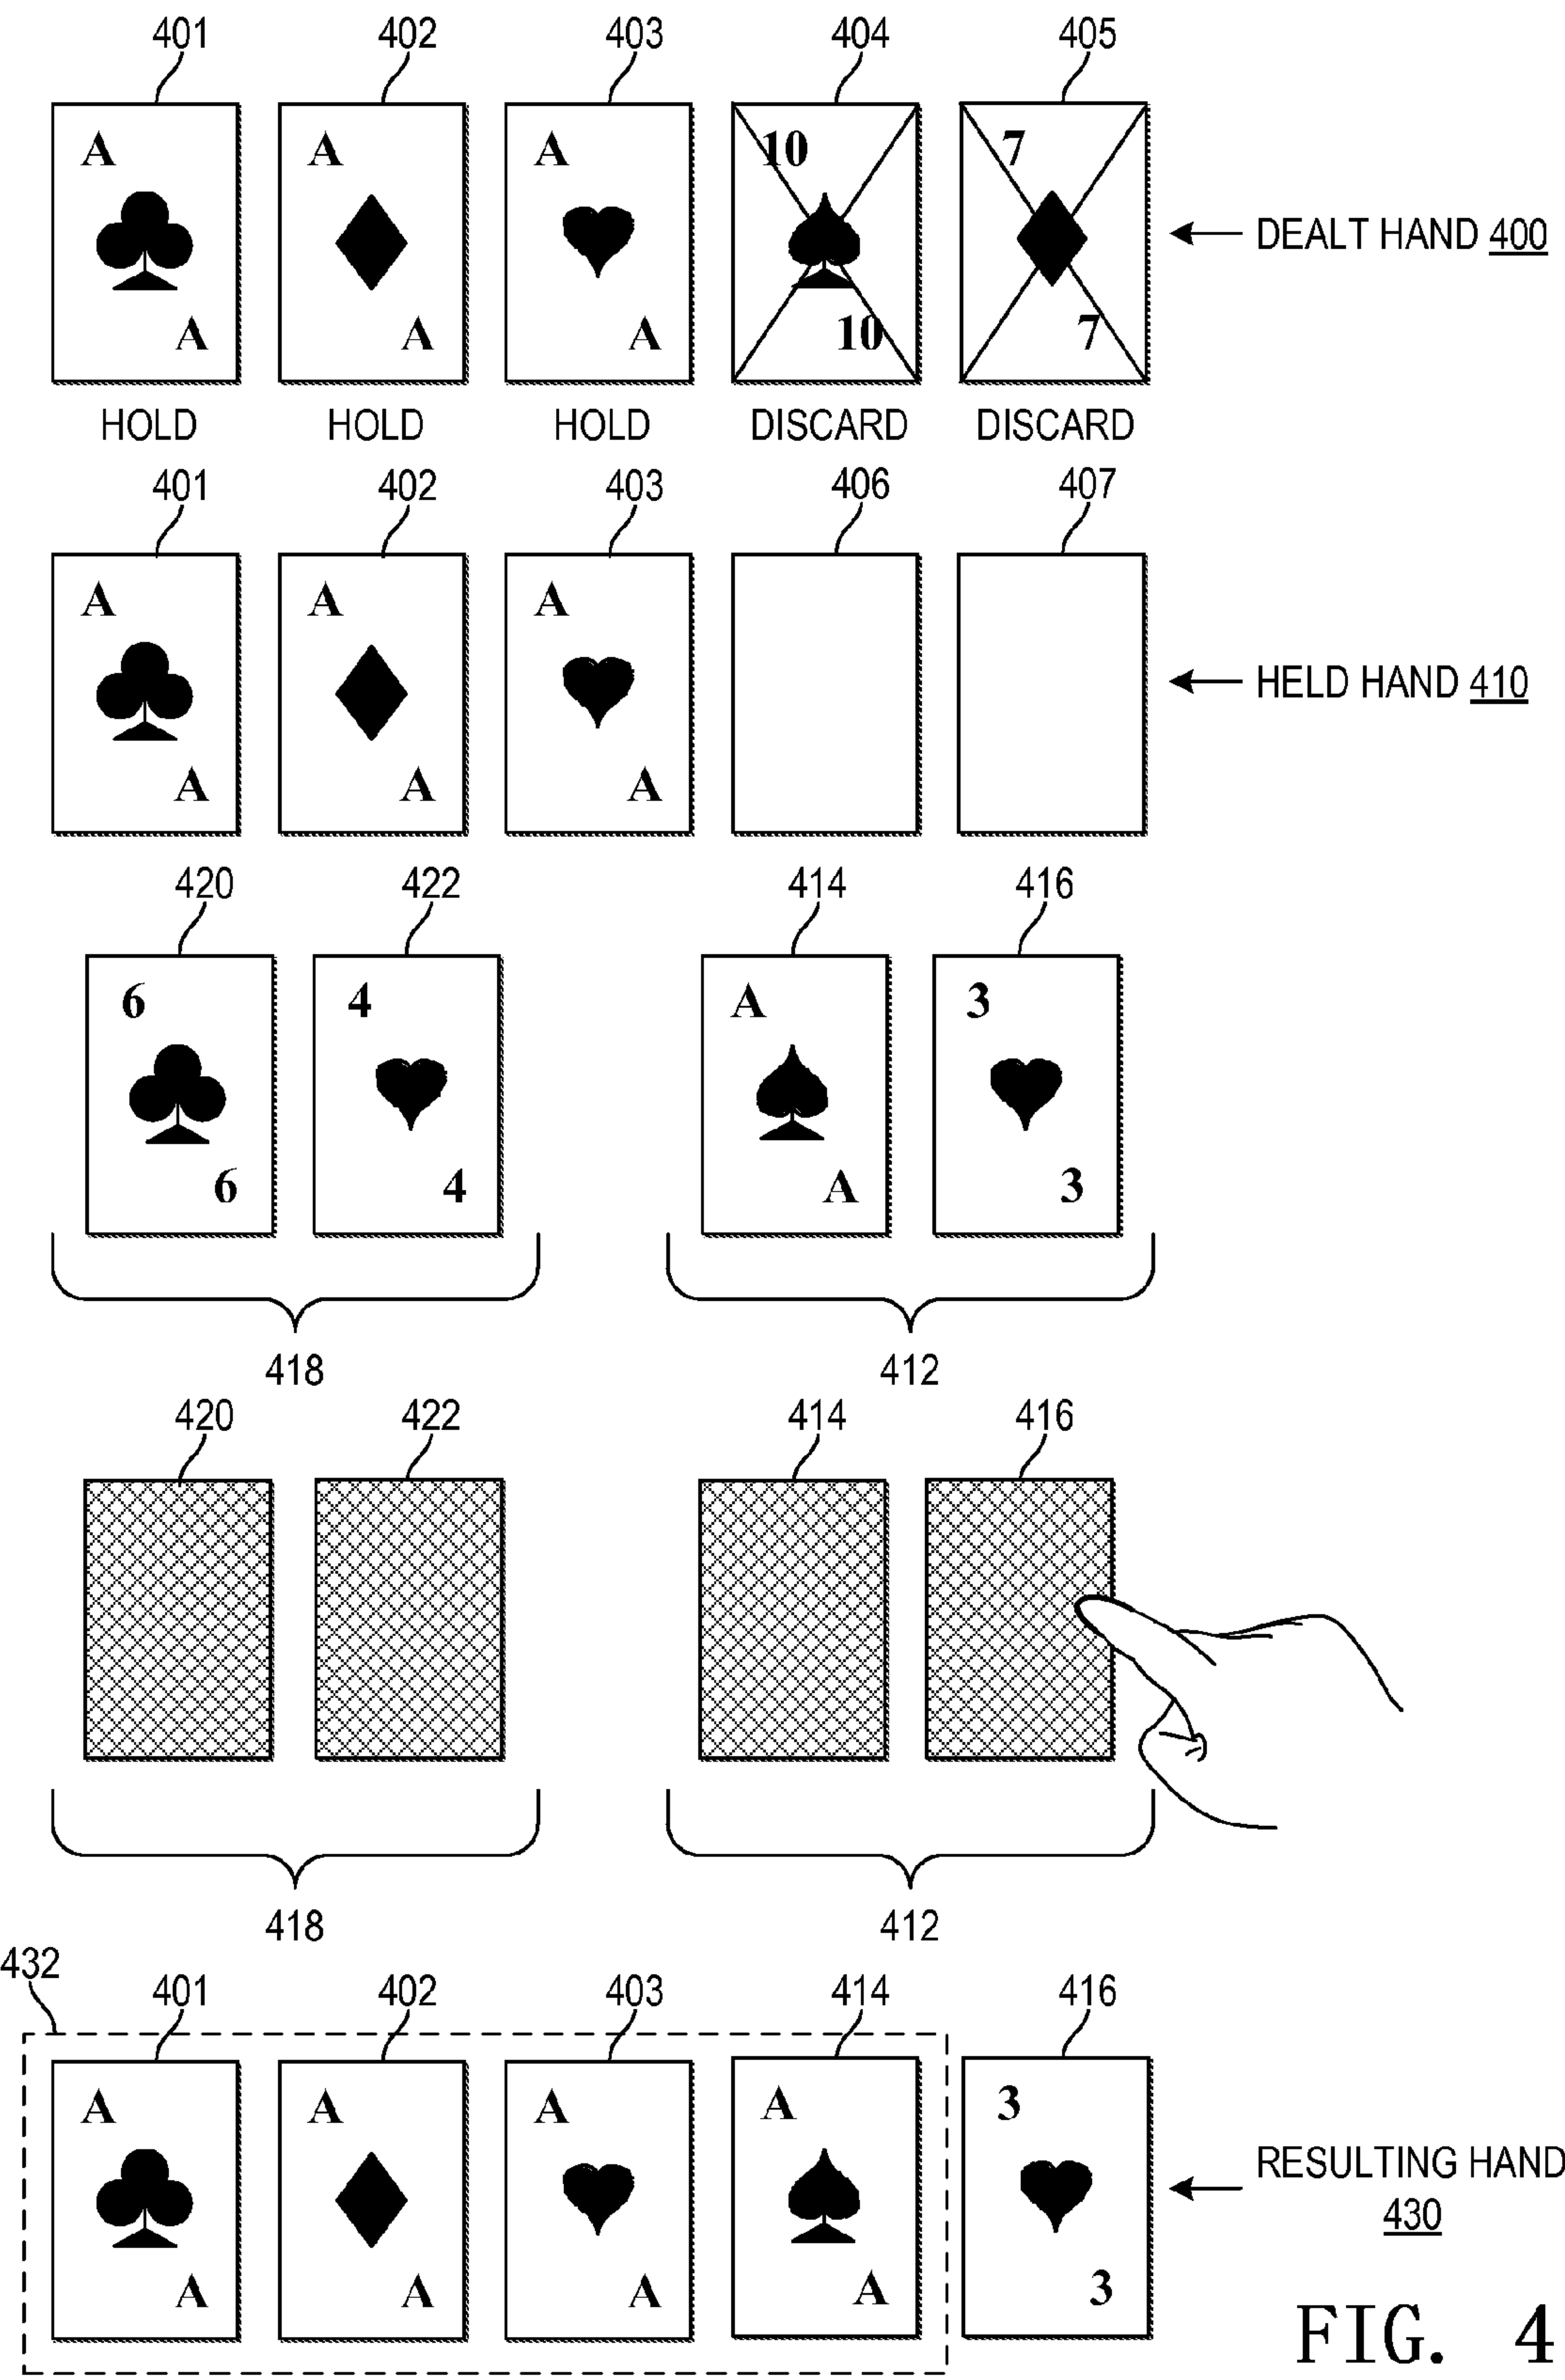 401 402 403 404 405
A A A 10 7
A A A 10 7
DEALT HAND 400
HOLD HOLD HOLD DISCARD DISCARD
401 402 403 406 407
A A A
A A A
HELD HAND 410
420 422 414 416
6 4 A 3
6 4 A 3
418 412
420 422 414 416
418 412
432
401 402 403 414 416
A A A A 3
A A A A 3
RESULTING HAND
430
FIG. 4